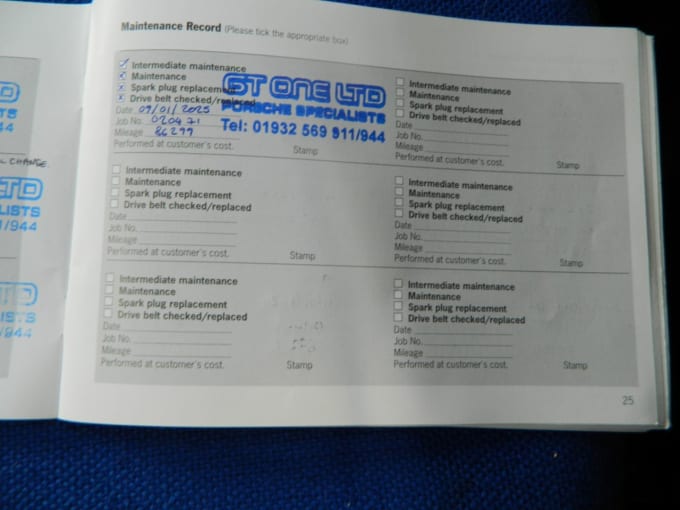 Maintenance Record (Please tick the appropriate box)
Intermediate maintenance
Maintenance
Spark plug replacement
Drive belt checked/replaced
Date 09/01/2025
Job No. 020471
Mileage 86299
Performed at customer's cost.
Stamp
GT ONE LTD
PORSCHE SPECIALISTS
Tel: 01932 569 911/944
Intermediate maintenance
Maintenance
Spark plug replacement
Drive belt checked/replaced
Date
Job No.
Mileage
Performed at customer's cost.
Stamp
Intermediate maintenance
Maintenance
Spark plug replacement
Drive belt checked/replaced
Date
Job No.
Mileage
Performed at customer's cost.
Stamp
Intermediate maintenance
Maintenance
Spark plug replacement
Drive belt checked/replaced
Date
Job No.
Mileage
Performed at customer's cost.
Stamp
Intermediate maintenance
Maintenance
Spark plug replacement
Drive belt checked/replaced
Date
Job No.
Mileage
Performed at customer's cost.
Stamp
Intermediate maintenance
Maintenance
Spark plug replacement
Drive belt checked/replaced
Date
Job No.
Mileage
Performed at customer's cost.
Stamp
25
CHANGE
LTD
LISTS
1/944